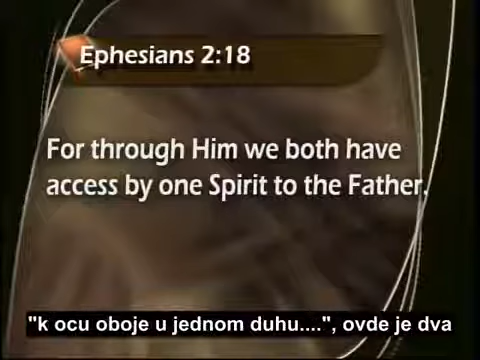 Ephesians 2:18
For through Him we both have
access by one Spirit to the Father.
"k ocu oboje u jednom duhu....", ovde je dva